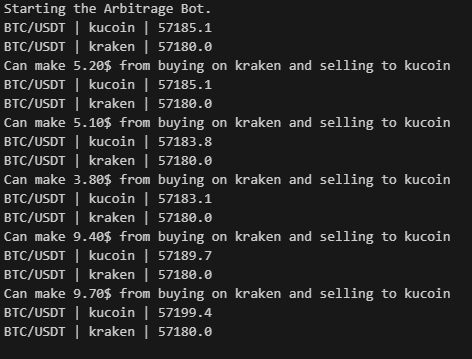 Starting the Arbitrage Bot.
BTC/USDT | kucoin | 57185.1
BTC/USDT | kraken | 57180.0
Can make 5.20$ from buying on kraken and selling to kucoin
BTC/USDT | kucoin | 57185.1
BTC/USDT | kraken | 57180.0
Can make 5.10$ from buying on kraken and selling to kucoin
BTC/USDT | kucoin | 57183.8
BTC/USDT | kraken | 57180.0
Can make 3.80$ from buying on kraken and selling to kucoin
BTC/USDT | kucoin | 57183.1
BTC/USDT | kraken | 57180.0
Can make 9.40$ from buying on kraken and selling to kucoin
BTC/USDT | kucoin | 57189.7
BTC/USDT | kraken | 57180.0
Can make 9.70$ from buying on kraken and selling to kucoin
BTC/USDT | kucoin | 57199.4
BTC/USDT | kraken | 57180.0